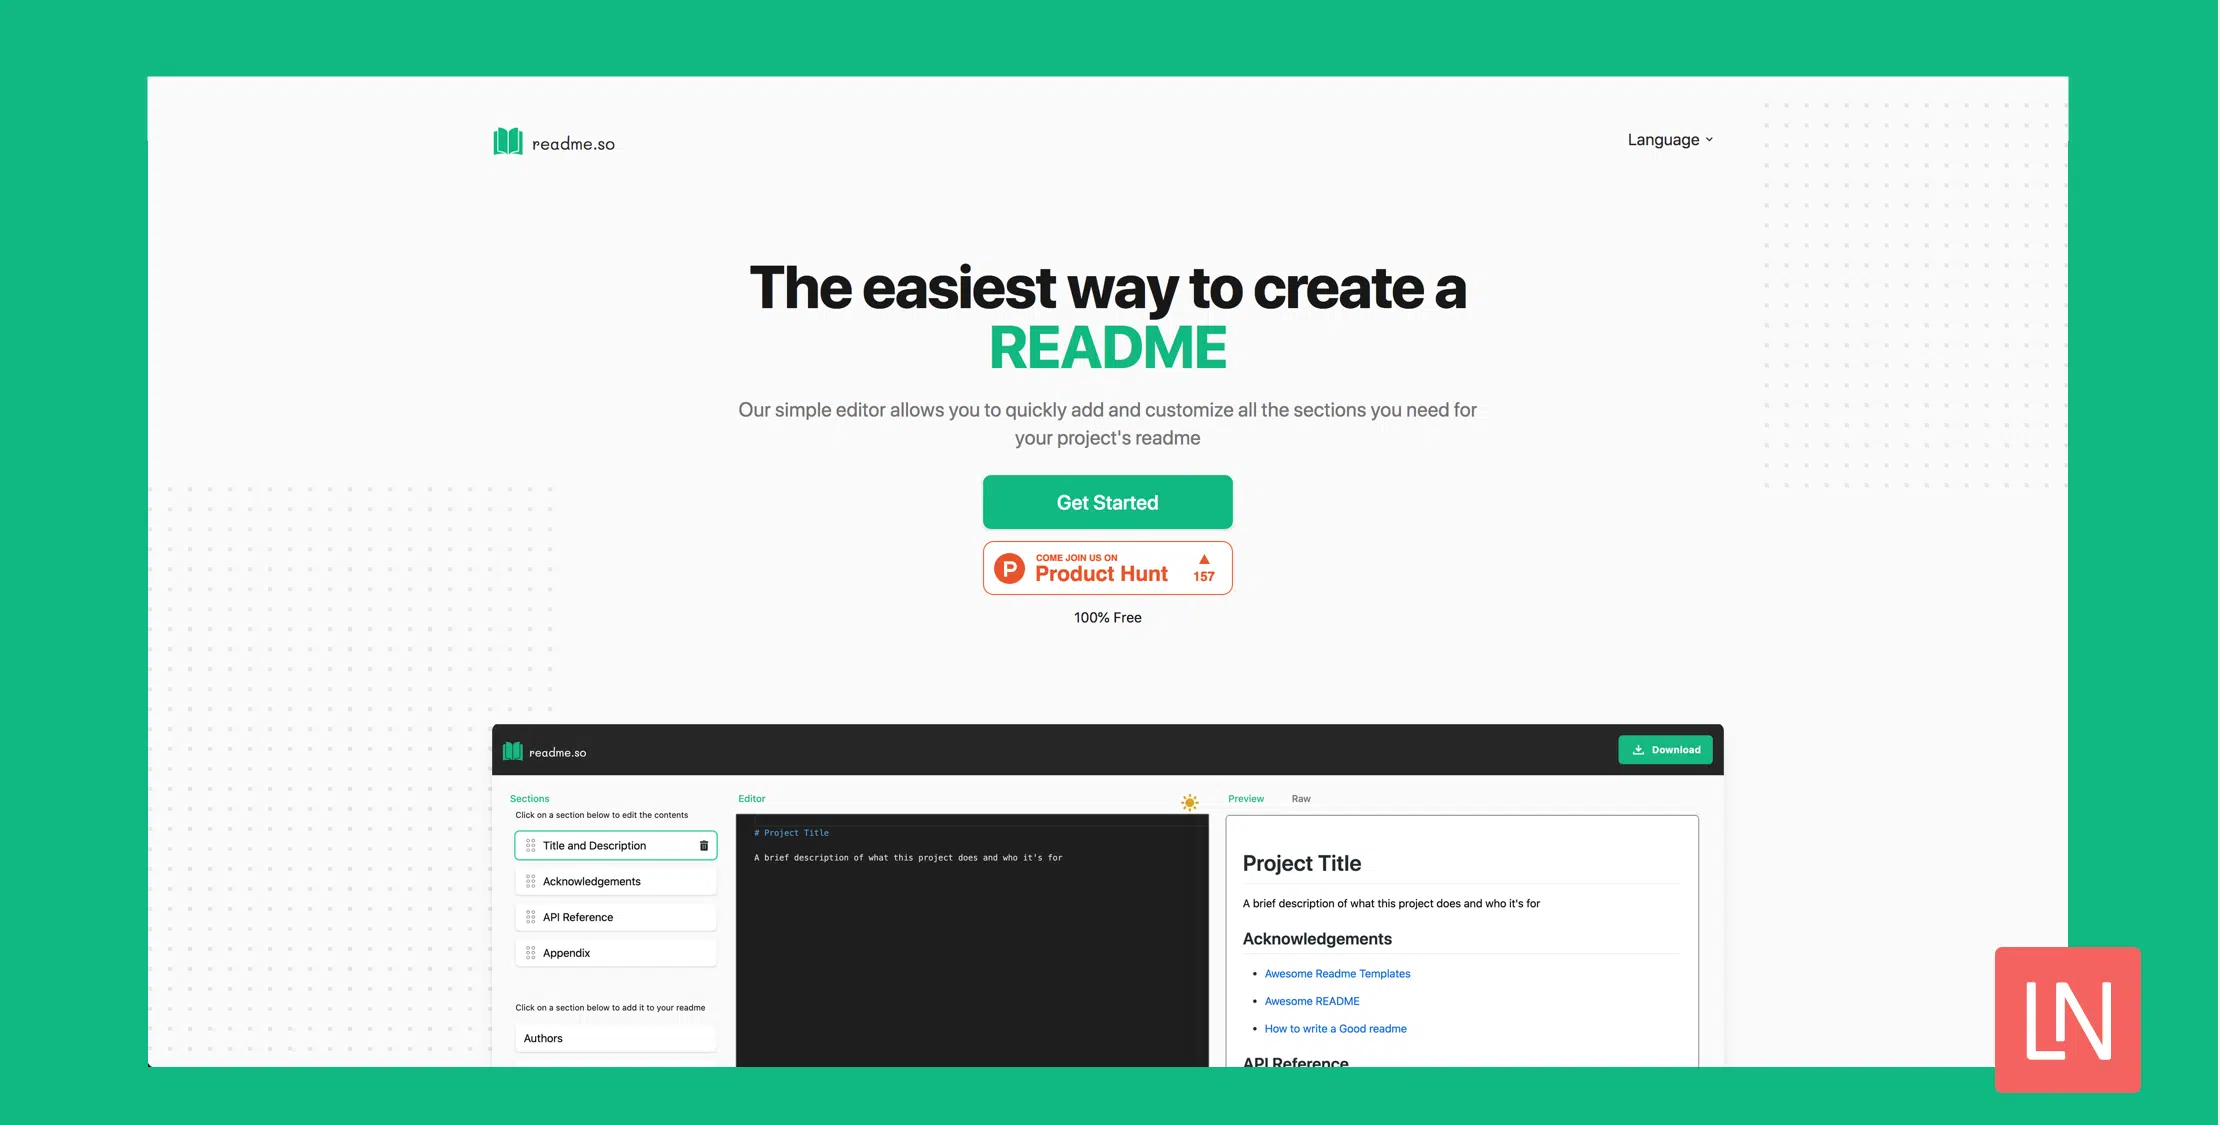 readme.so
Language
The easiest way to create a
README
Our simple editor allows you to quickly add and customize all the sections you need for
your project's readme
Get Started
P
COME JOIN US ON
Product Hunt
157
100% Free
readme.so
Download
Sections
Click on a section below to edit the contents
Title and Description
Acknowledgements
API Reference
Appendix
Click on a section below to add it to your readme
Authors
Editor
# Project Title
A brief description of what this project does and who it's for
Preview
Raw
Project Title
A brief description of what this project does and who it's for
Acknowledgements
• Awesome Readme Templates
• Awesome README
• How to write a Good readme
API Reference
LN